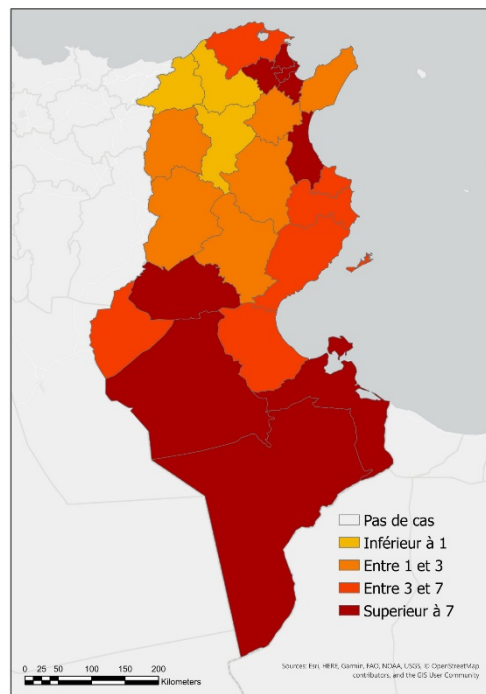 Pas de cas
Inférieur à 1
Entre 1 et 3
Entre 3 et 7
Superieur à 7
0 25 50 100 150 200
Kilometers
Sources: Esri, HERE, Garmin, FAO, NOAA, USGS, © OpenStreetMap
contributors, and the GIS User Community